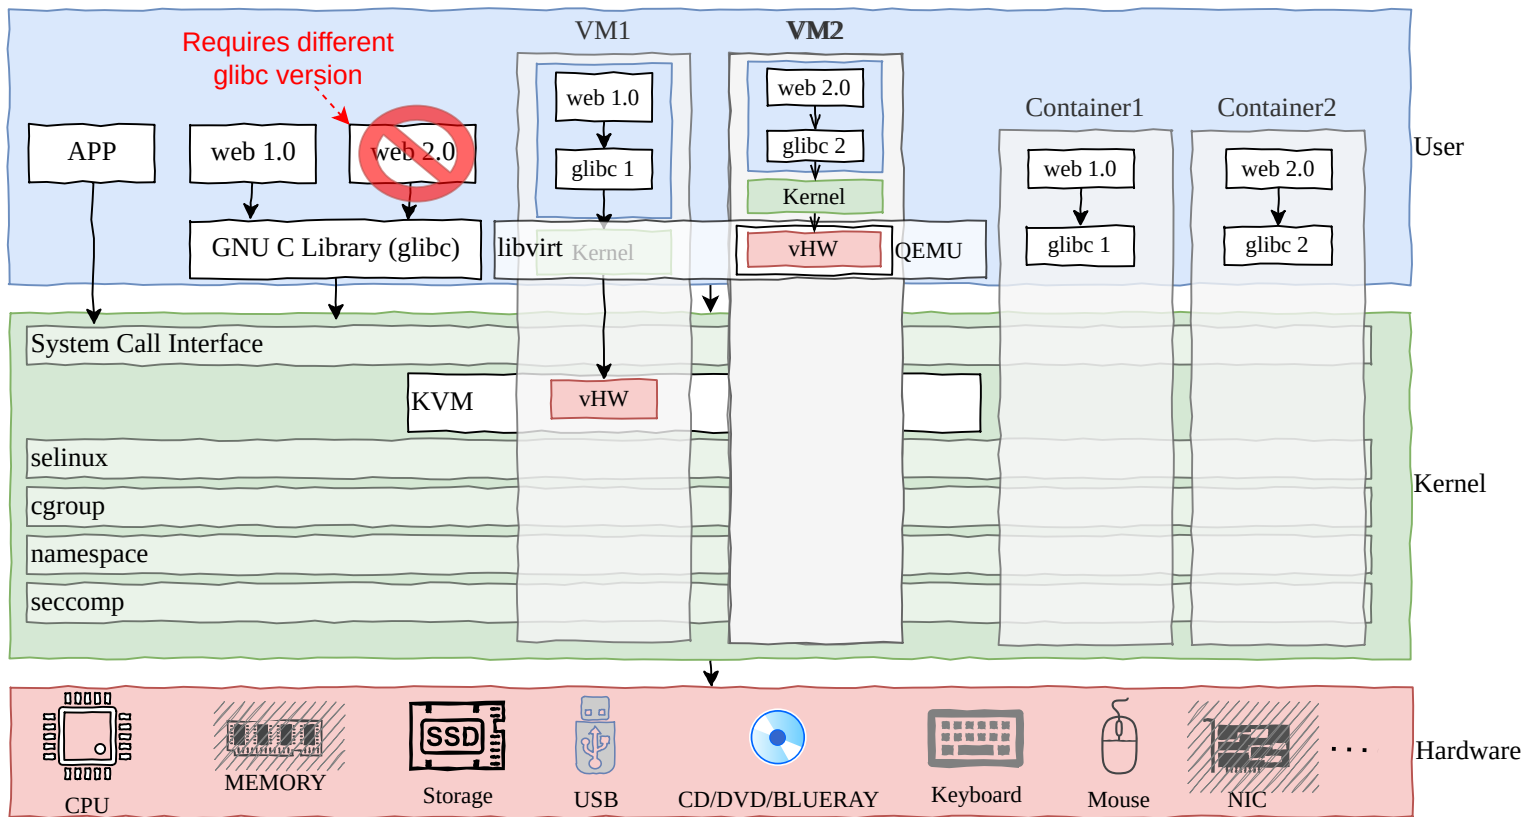 VM1
VM2
Requires different
glibc version
web 1.0
web 2.0
Container1
Container2
APP
web 1.0
web 2.0
glibc 1
glibc 2
web 1.0
web 2.0
User
Kernel
GNU C Library (glibc)
libvirt
Kernel
vHW
QEMU
glibc 1
glibc 2
System Call Interface
KVM
vHW
selinux
cgroup
Kernel
namespace
seccomp
SSD
CPU
MEMORY
Storage
USB
CD/DVD/BLUERAY
Keyboard
Mouse
NIC
...
Hardware